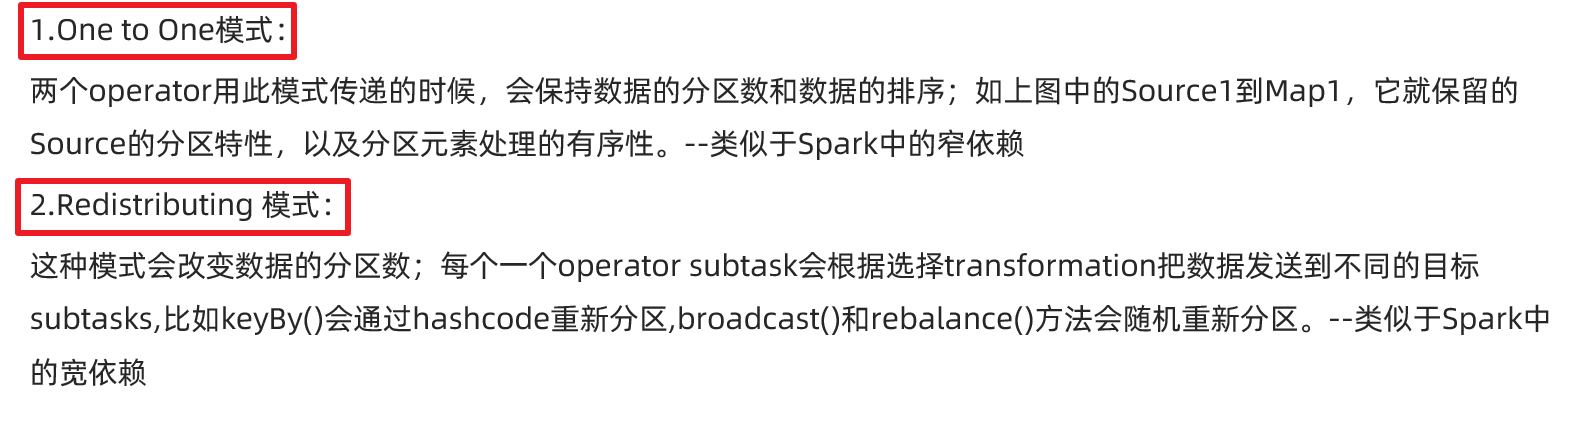 1.One to One模式：
两个operator用此模式传递的时候，会保持数据的分区数和数据的排序；如上图中的Source1到Map1，它就保留的
Source的分区特性，以及分区元素处理的有序性。--类似于Spark中的窄依赖
2.Redistributing 模式：
这种模式会改变数据的分区数；每个一个operator subtask会根据选择transformation把数据发送到不同的目标
subtasks,比如keyBy()会通过hashcode重新分区,broadcast()和rebalance()方法会随机重新分区。--类似于Spark中
的宽依赖